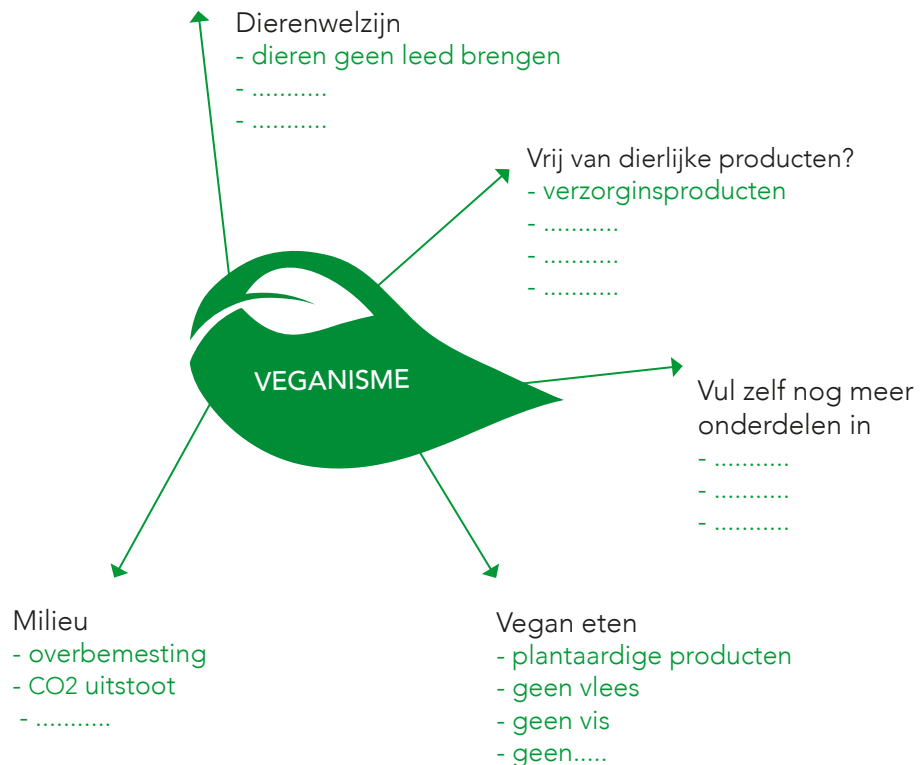 Dierenwelzijn
- dieren geen leed brengen
- ...........
- ...........
Vrij van dierlijke producten?
- verzorginsproducten
- ...........
- ...........
- ...........
VEGANISME
Vul zelf nog meer
onderdelen in
- ...........
- ...........
- ...........
Milieu
- overbemesting
- CO2 uitstoot
- ...........
Vegan eten
- plantaardige producten
- geen vlees
- geen vis
- geen.....